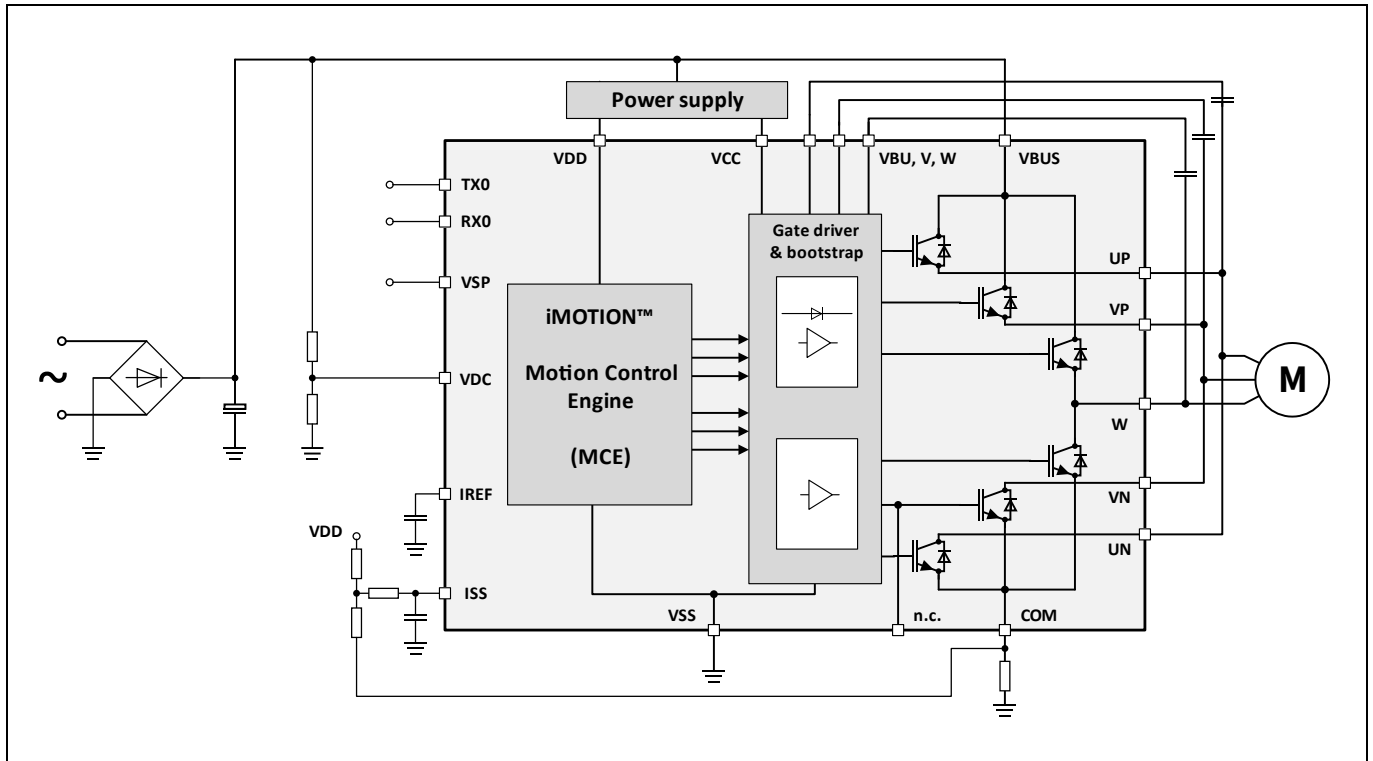 Power supply
VDD
VCC
VBU, V, W
VBUS
TX0
RX0
VSP
Gate driver
& bootstrap
UP
VP
iMOTION™
Motion Control
Engine
(MCE)
~
VDC
M
W
IREF
VN
VDD
UN
ISS
VSS
n.c.
COM